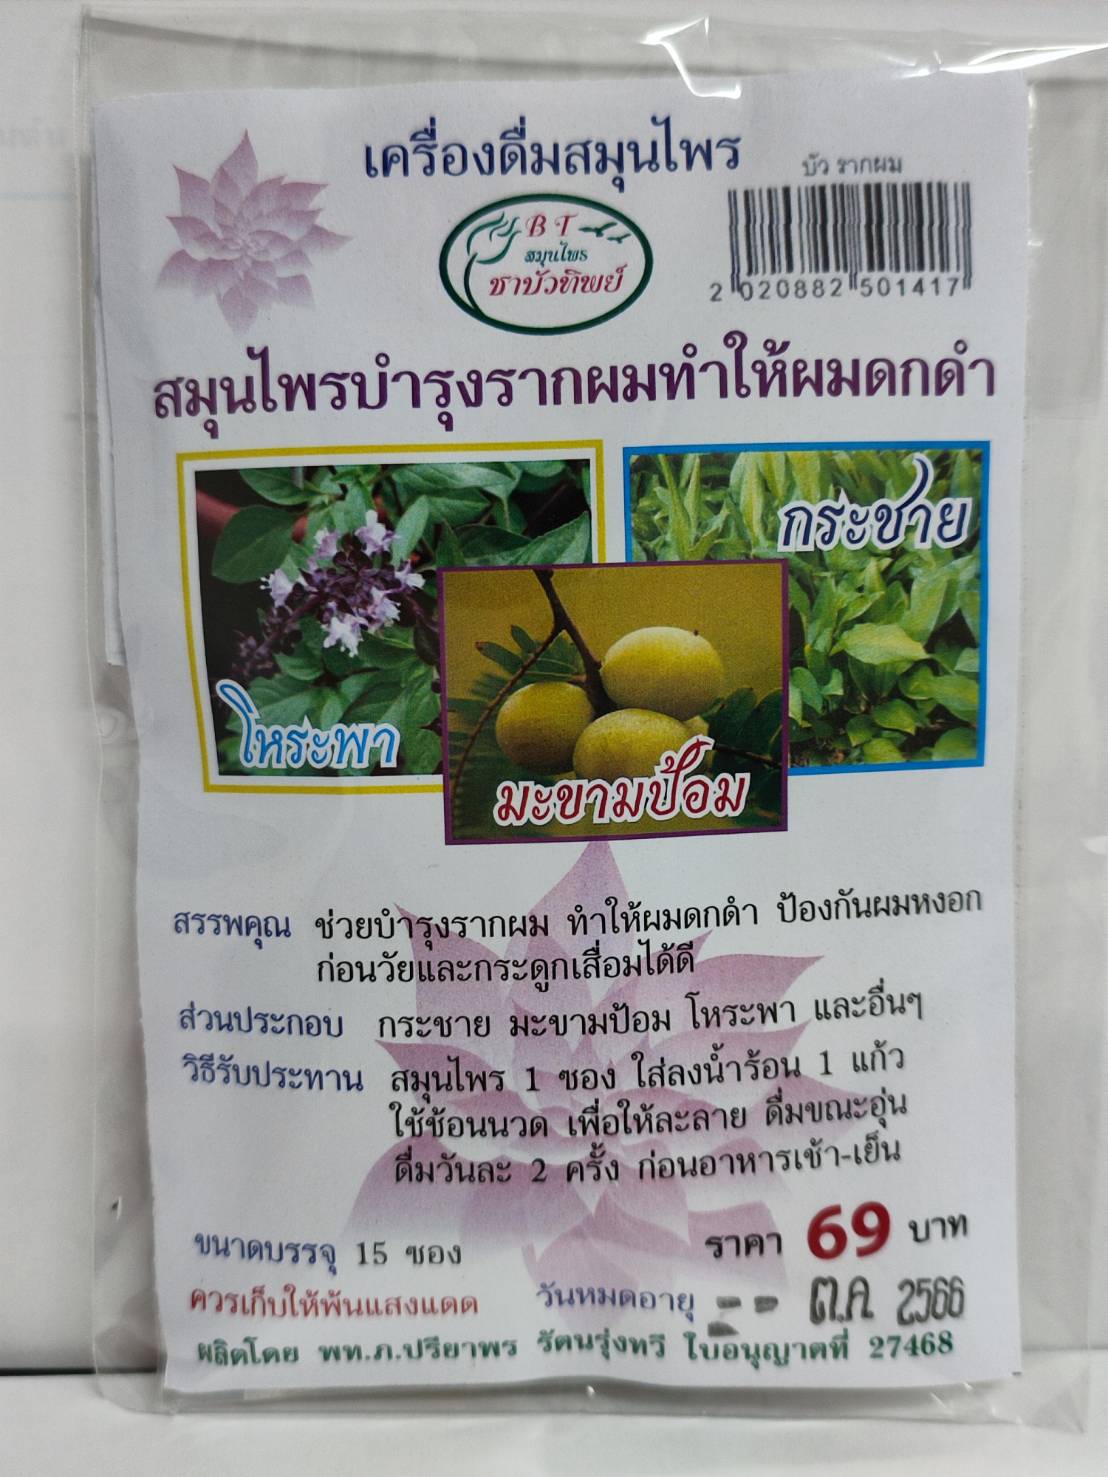 เครื่องดื่มสมุนไพร
บัว รากผม
B T
สมุนไพร
ชาบัวทิพย์
2 020882 501417
สมุนไพรบำรุงรากผมทำให้ผมดกดำ
กระชาย
โหระพา
มะขามป้อม
สรรพคุณ ช่วยบำรุงรากผม ทำให้ผมดกดำ ป้องกันผมหงอก
ก่อนวัยและกระดูกเสื่อมได้ดี
ส่วนประกอบ กระชาย มะขามป้อม โหระพา และอื่นๆ
วิธีรับประทาน สมุนไพร 1 ซอง ใส่ลงน้ำร้อน 1 แก้ว
ใช้ช้อนนวด เพื่อให้ละลาย ดื่มขณะอุ่น
ดื่มวันละ 2 ครั้ง ก่อนอาหารเช้า-เย็น
ขนาดบรรจุ 15 ซอง ราคา 69 บาท
ควรเก็บให้พ้นแสงแดด วันหมดอายุ -- ต.ค. 2566
ผลิตโดย พท.ภ.ปรียาพร รัตนรุ่งทวี ใบอนุญาตที่ 27468